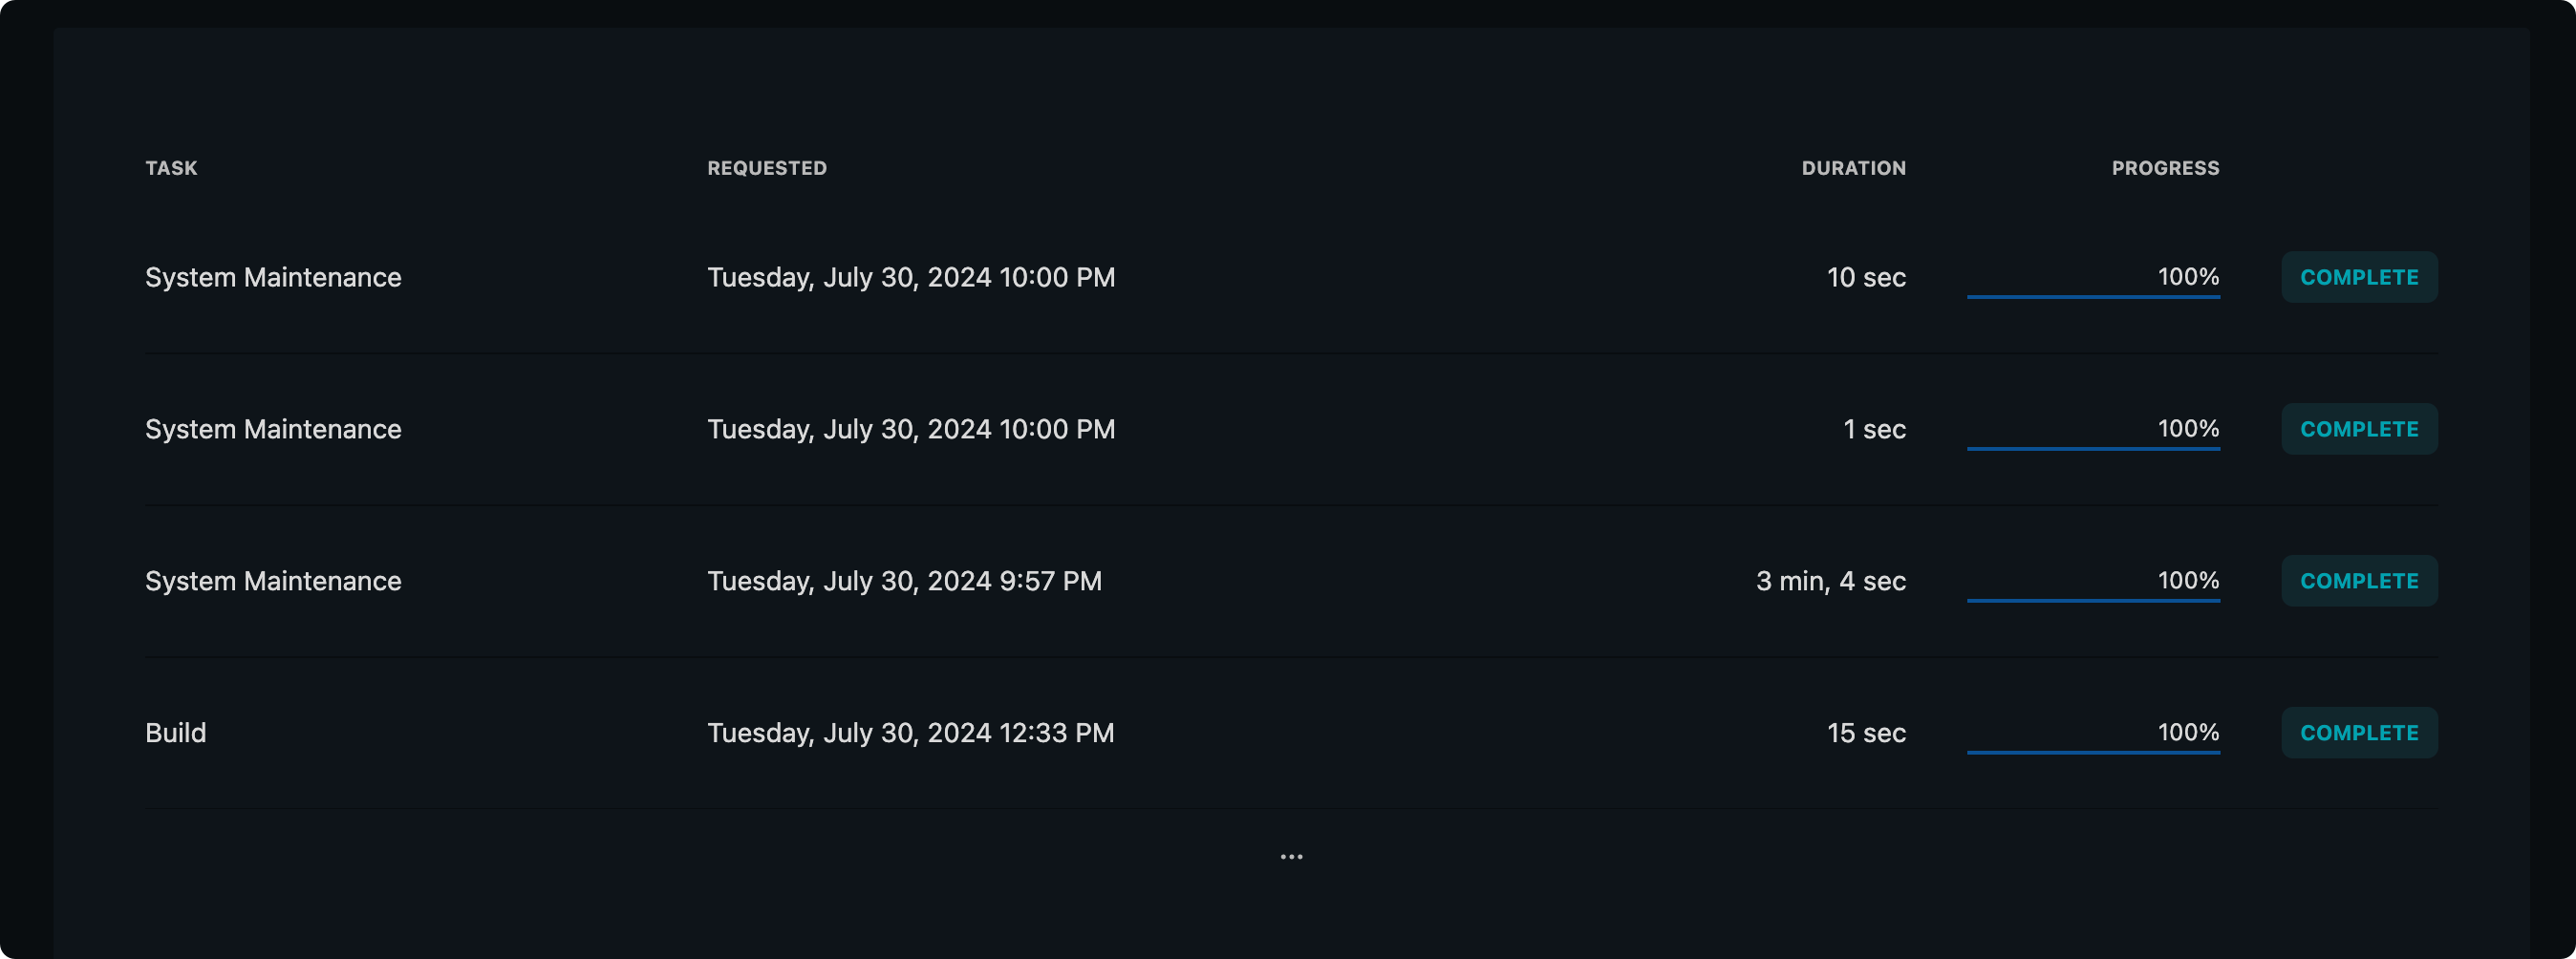 TASK REQUESTED DURATION PROGRESS
System Maintenance Tuesday, July 30, 2024 10:00 PM 10 sec 100% COMPLETE
System Maintenance Tuesday, July 30, 2024 10:00 PM 1 sec 100% COMPLETE
System Maintenance Tuesday, July 30, 2024 9:57 PM 3 min, 4 sec 100% COMPLETE
Build Tuesday, July 30, 2024 12:33 PM 15 sec 100% COMPLETE
...